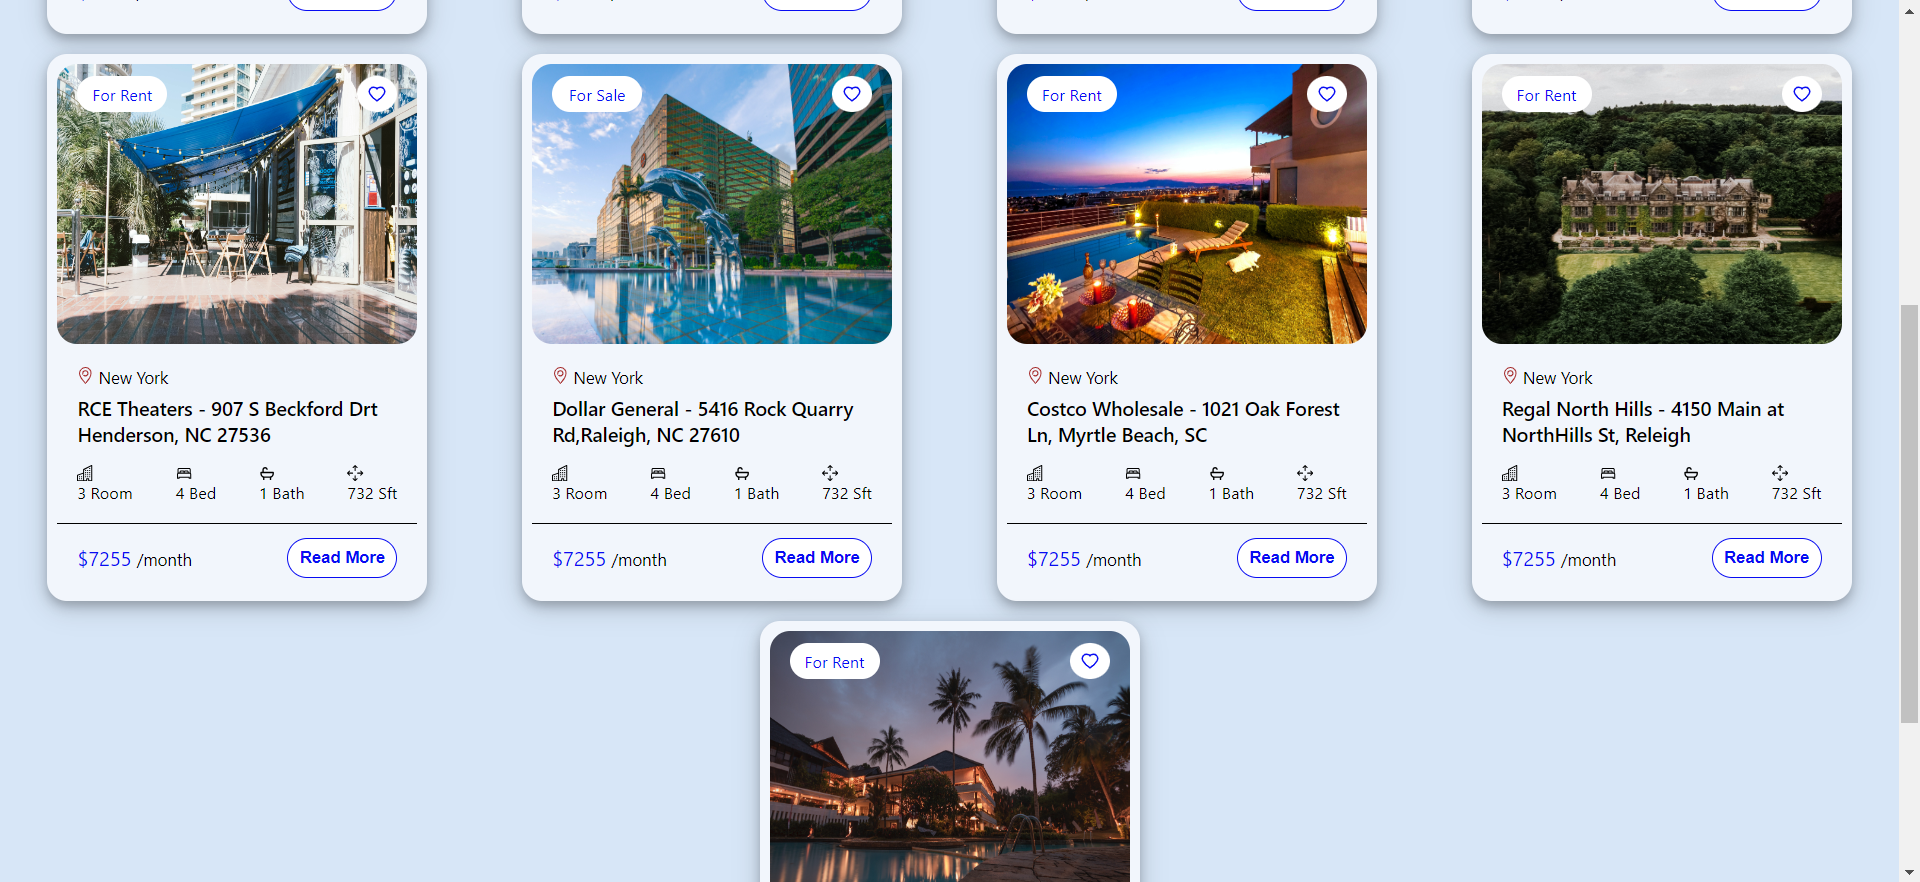 For Rent
New York
RCE Theaters - 907 S Beckford Drt
Henderson, NC 27536
3 Room
4 Bed
1 Bath
732 Sft
$7255 /month
Read More
For Sale
New York
Dollar General - 5416 Rock Quarry
Rd,Raleigh, NC 27610
3 Room
4 Bed
1 Bath
732 Sft
$7255 /month
Read More
For Rent
New York
Costco Wholesale - 1021 Oak Forest
Ln, Myrtle Beach, SC
3 Room
4 Bed
1 Bath
732 Sft
$7255 /month
Read More
For Rent
New York
Regal North Hills - 4150 Main at
NorthHills St, Releigh
3 Room
4 Bed
1 Bath
732 Sft
$7255 /month
Read More
For Rent